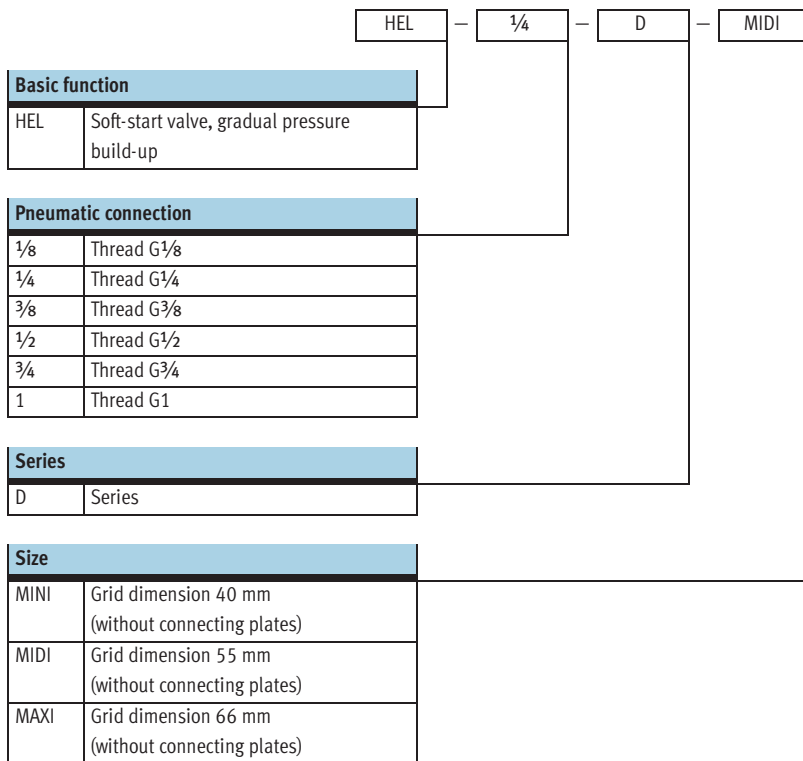 HEL – ¼ – D – MIDI
Basic function
HEL Soft-start valve, gradual pressure
build-up
Pneumatic connection
⅛ Thread G⅛
¼ Thread G¼
⅜ Thread G⅜
½ Thread G½
¾ Thread G¾
1 Thread G1
Series
D Series
Size
MINI Grid dimension 40 mm
(without connecting plates)
MIDI Grid dimension 55 mm
(without connecting plates)
MAXI Grid dimension 66 mm
(without connecting plates)